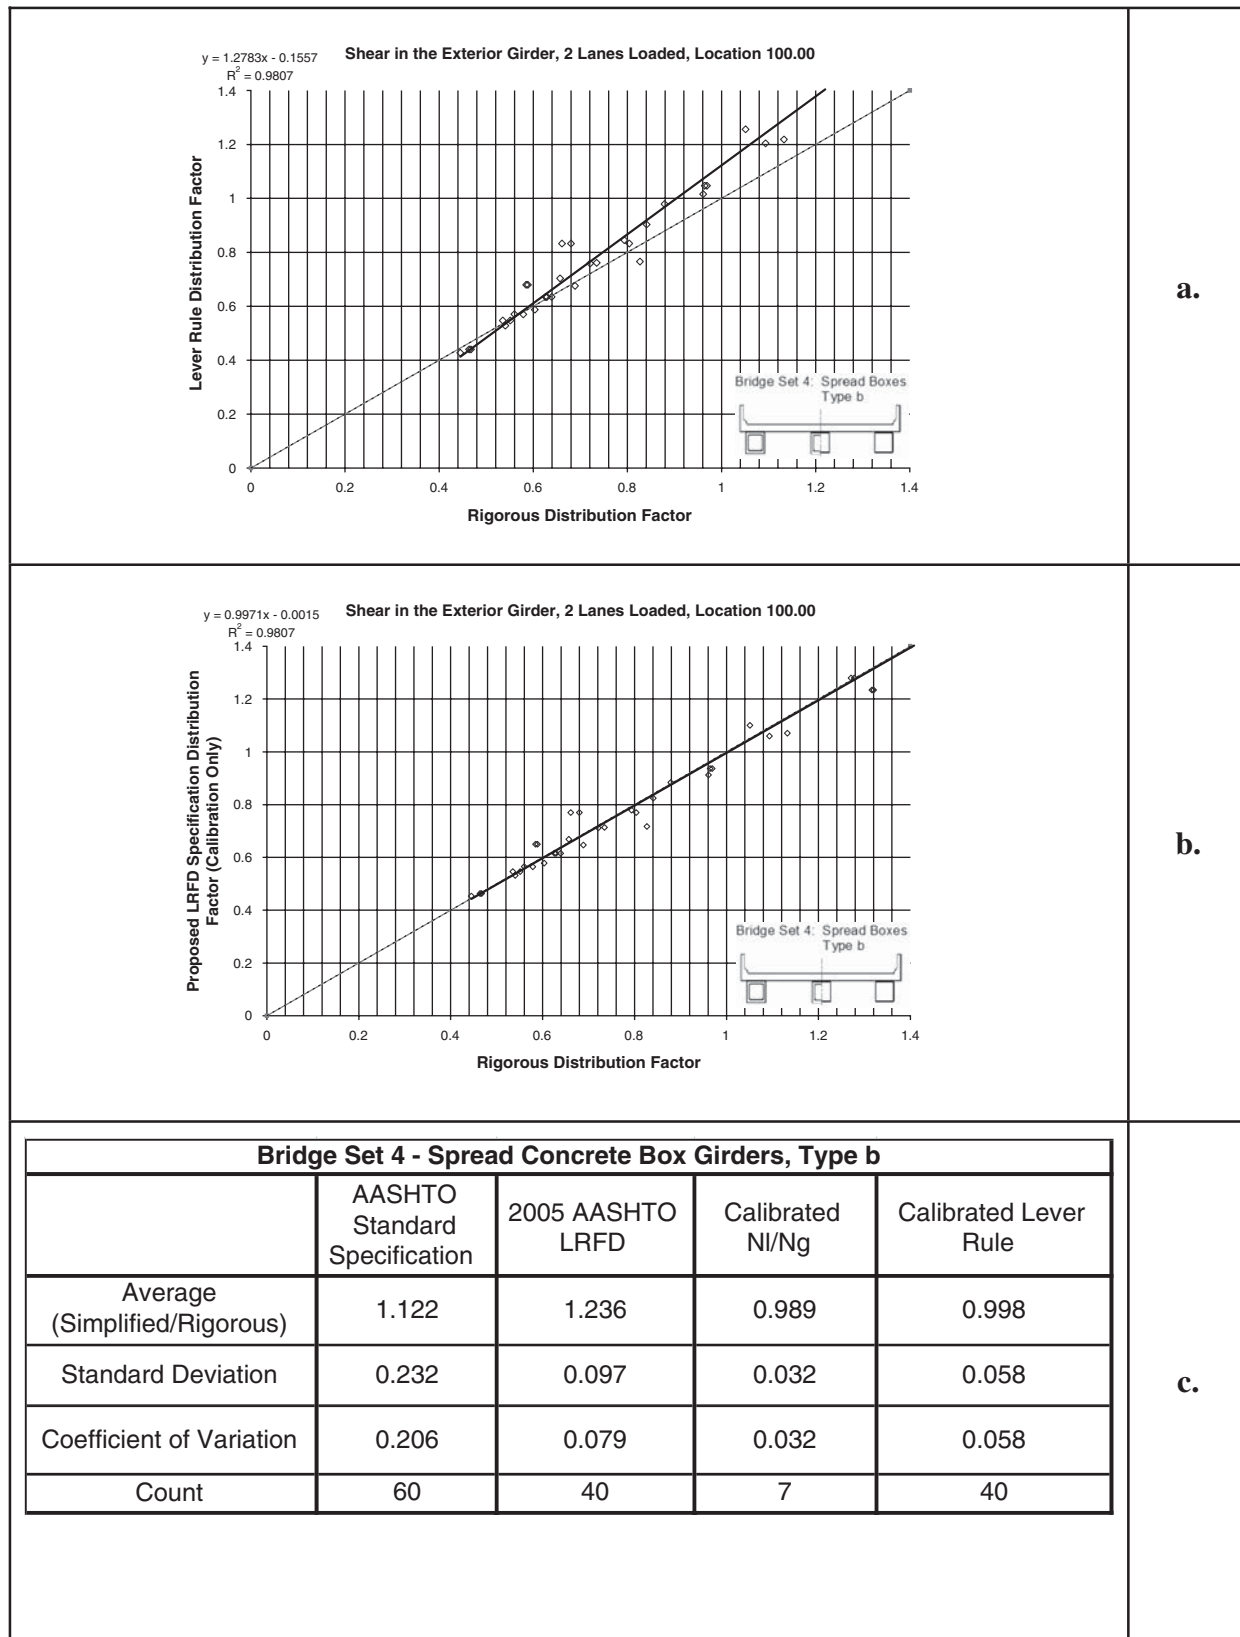 y = 1.2783x - 0.1557
R² = 0.9807
Shear in the Exterior Girder, 2 Lanes Loaded, Location 100.00
Lever Rule Distribution Factor
1.4
1.2
1
0.8
0.6
0.4
0.2
0
0 0.2 0.4 0.6 0.8 1 1.2 1.4
Rigorous Distribution Factor
Bridge Set 4: Spread Boxes
Type b
a.
y = 0.9971x - 0.0015
R² = 0.9807
Shear in the Exterior Girder, 2 Lanes Loaded, Location 100.00
Proposed LRFD Specification Distribution
Factor (Calibration Only)
1.4
1.2
1
0.8
0.6
0.4
0.2
0
0 0.2 0.4 0.6 0.8 1 1.2 1.4
Rigorous Distribution Factor
Bridge Set 4: Spread Boxes
Type b
b.
Bridge Set 4 - Spread Concrete Box Girders, Type b
AASHTO
Standard
Specification
2005 AASHTO
LRFD
Calibrated
Nl/Ng
Calibrated Lever
Rule
Average
(Simplified/Rigorous)
1.122 1.236 0.989 0.998
Standard Deviation 0.232 0.097 0.032 0.058
Coefficient of Variation 0.206 0.079 0.032 0.058
Count 60 40 7 40
c.